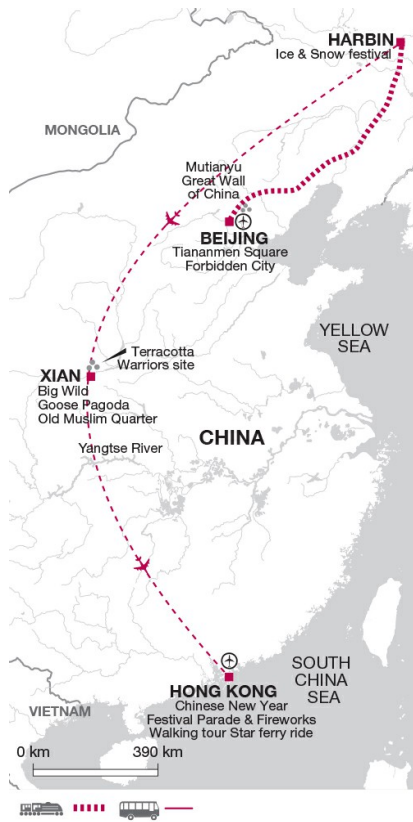 HARBIN
Ice & Snow festival
MONGOLIA
Mutianyu
Great Wall
of China
BEIJING
Tiananmen Square
Forbidden City
YELLOW
SEA
Terracotta
Warriors site
XIAN
Big Wild
Goose Pagoda
Old Muslim Quarter
CHINA
Yangtse River
SOUTH
CHINA
SEA
HONG KONG
Chinese New Year
Festival Parade & Fireworks
Walking tour Star ferry ride
VIETNAM
0 km 390 km